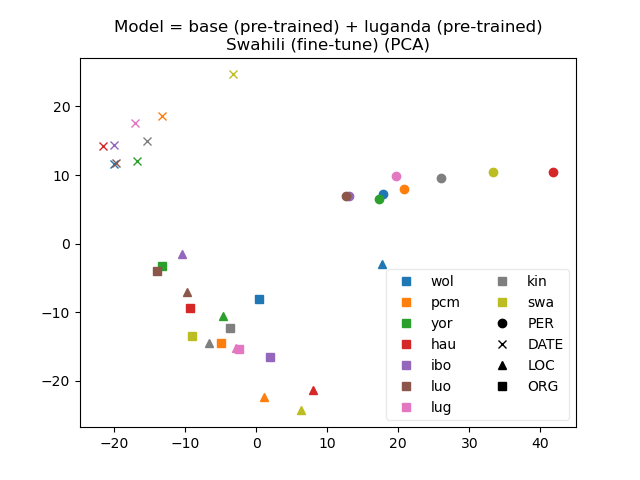 Model = base (pre-trained) + luganda (pre-trained)
Swahili (fine-tune) (PCA)
20
10
0
−10
−20
−20 −10 0 10 20 30 40
wol kin
pcm swa
yor PER
hau DATE
ibo LOC
luo ORG
lug